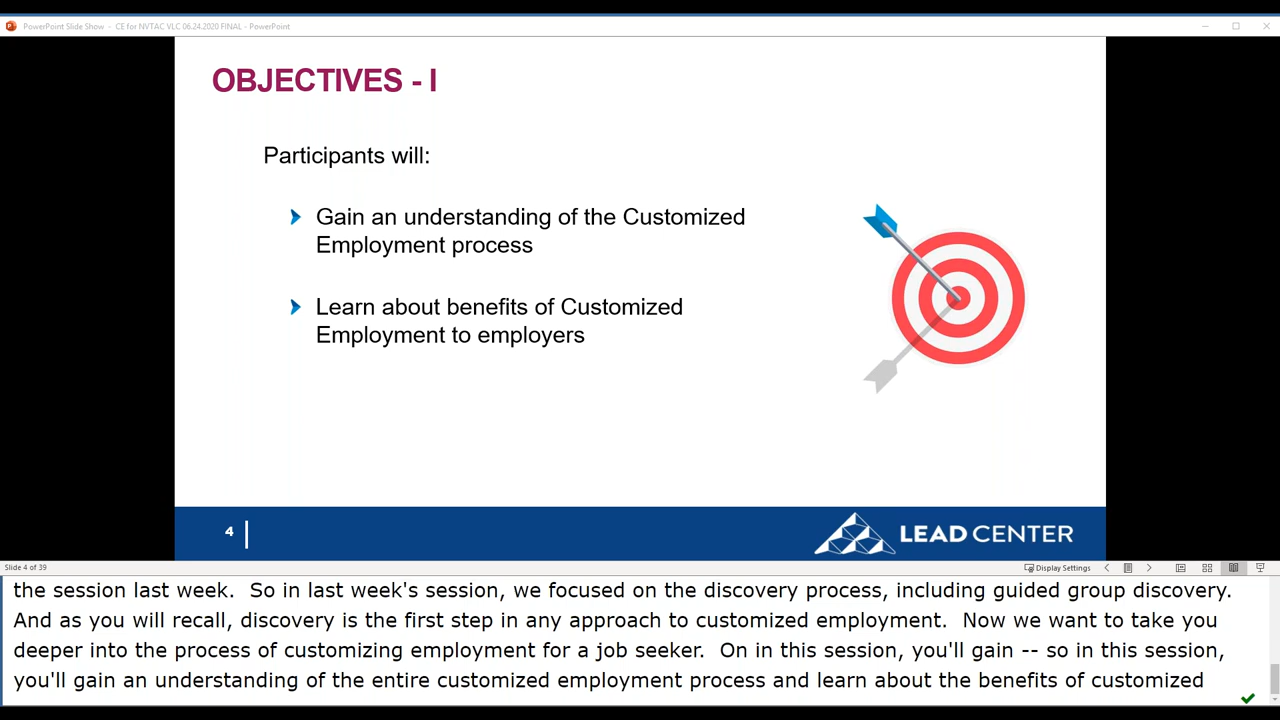 PowerPoint Slide Show - CE for NVTAC VLC 06.24.2020 FINAL - PowerPoint
OBJECTIVES - I
Participants will:
Gain an understanding of the Customized
Employment process
Learn about benefits of Customized
Employment to employers
4
LEAD CENTER
Slide 4 of 39
Display Settings
the session last week.  So in last week's session, we focused on the discovery process, including guided group discovery.
And as you will recall, discovery is the first step in any approach to customized employment.  Now we want to take you
deeper into the process of customizing employment for a job seeker.  On in this session, you'll gain -- so in this session,
you'll gain an understanding of the entire customized employment process and learn about the benefits of customized